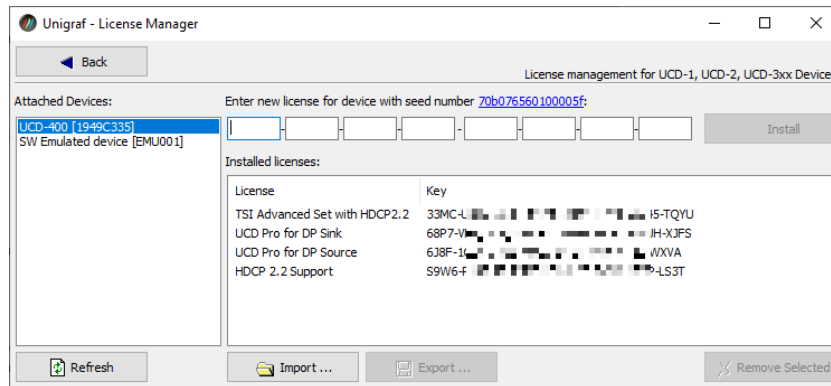 Unigraf - License Manager
Back
License management for UCD-1, UCD-2, UCD-3xx Device
Attached Devices:
Enter new license for device with seed number 70b076560100005f:
UCD-400 [1949C335]
SW Emulated device [EMU001]
- - - - - - -
Install
Installed licenses:
License Key
TSI Advanced Set with HDCP2.2 33MC-L I5-TQYU
UCD Pro for DP Sink 68P7- JH-XJFS
UCD Pro for DP Source 6J8F-1 WXVA
HDCP 2.2 Support S9W6- -LS3T
Refresh
Import ...
Export ...
Remove Selected